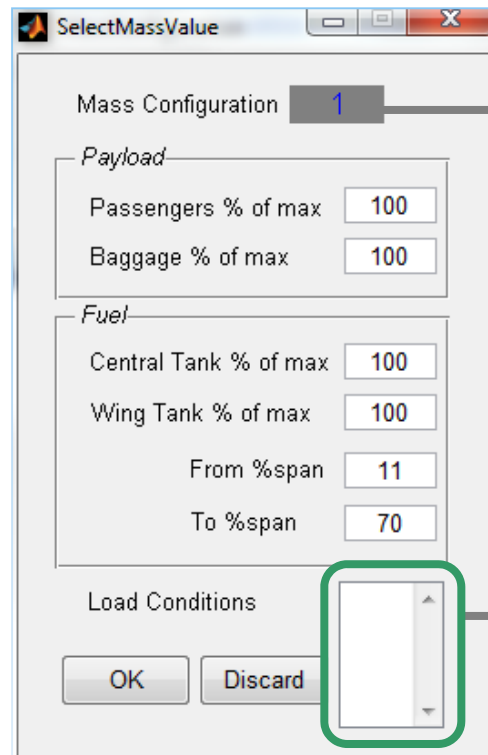 SelectMassValue
Mass Configuration 1
Payload
Passengers % of max 100
Baggage % of max 100
Fuel
Central Tank % of max 100
Wing Tank % of max 100
From %span 11
To %span 70
Load Conditions
OK Discard